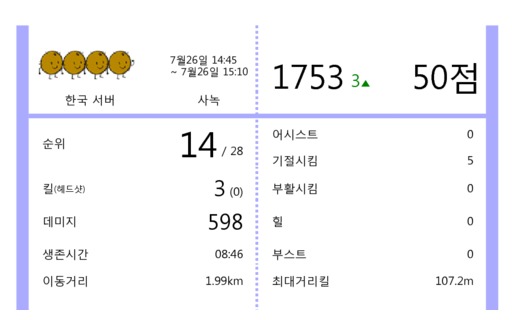 7월26일 14:45
~ 7월26일 15:10
한국 서버 사녹
1753 3▲ 50점
순위 14 / 28
킬(헤드샷) 3 (0)
데미지 598
생존시간 08:46
이동거리 1.99km
어시스트 0
기절시킴 5
부활시킴 0
힐 0
부스트 0
최대거리킬 107.2m